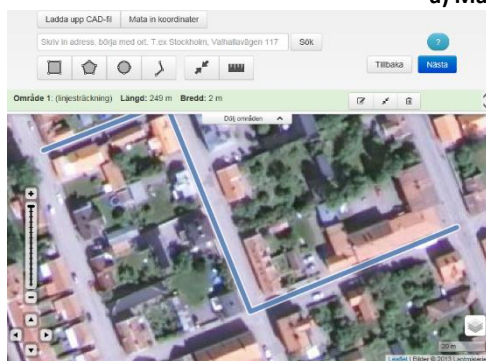 Ladda upp CAD-fil Mata in koordinater
Skriv in adress, börja med ort, T.ex Stockholm, Valhallavägen 117 Sök
?
Tillbaka Nästa
Område 1: (linjesträckning) Längd: 249 m Bredd: 2 m
Dölj områden
20 m
Leaflet | Bilder © 2013 Lantmäteriet